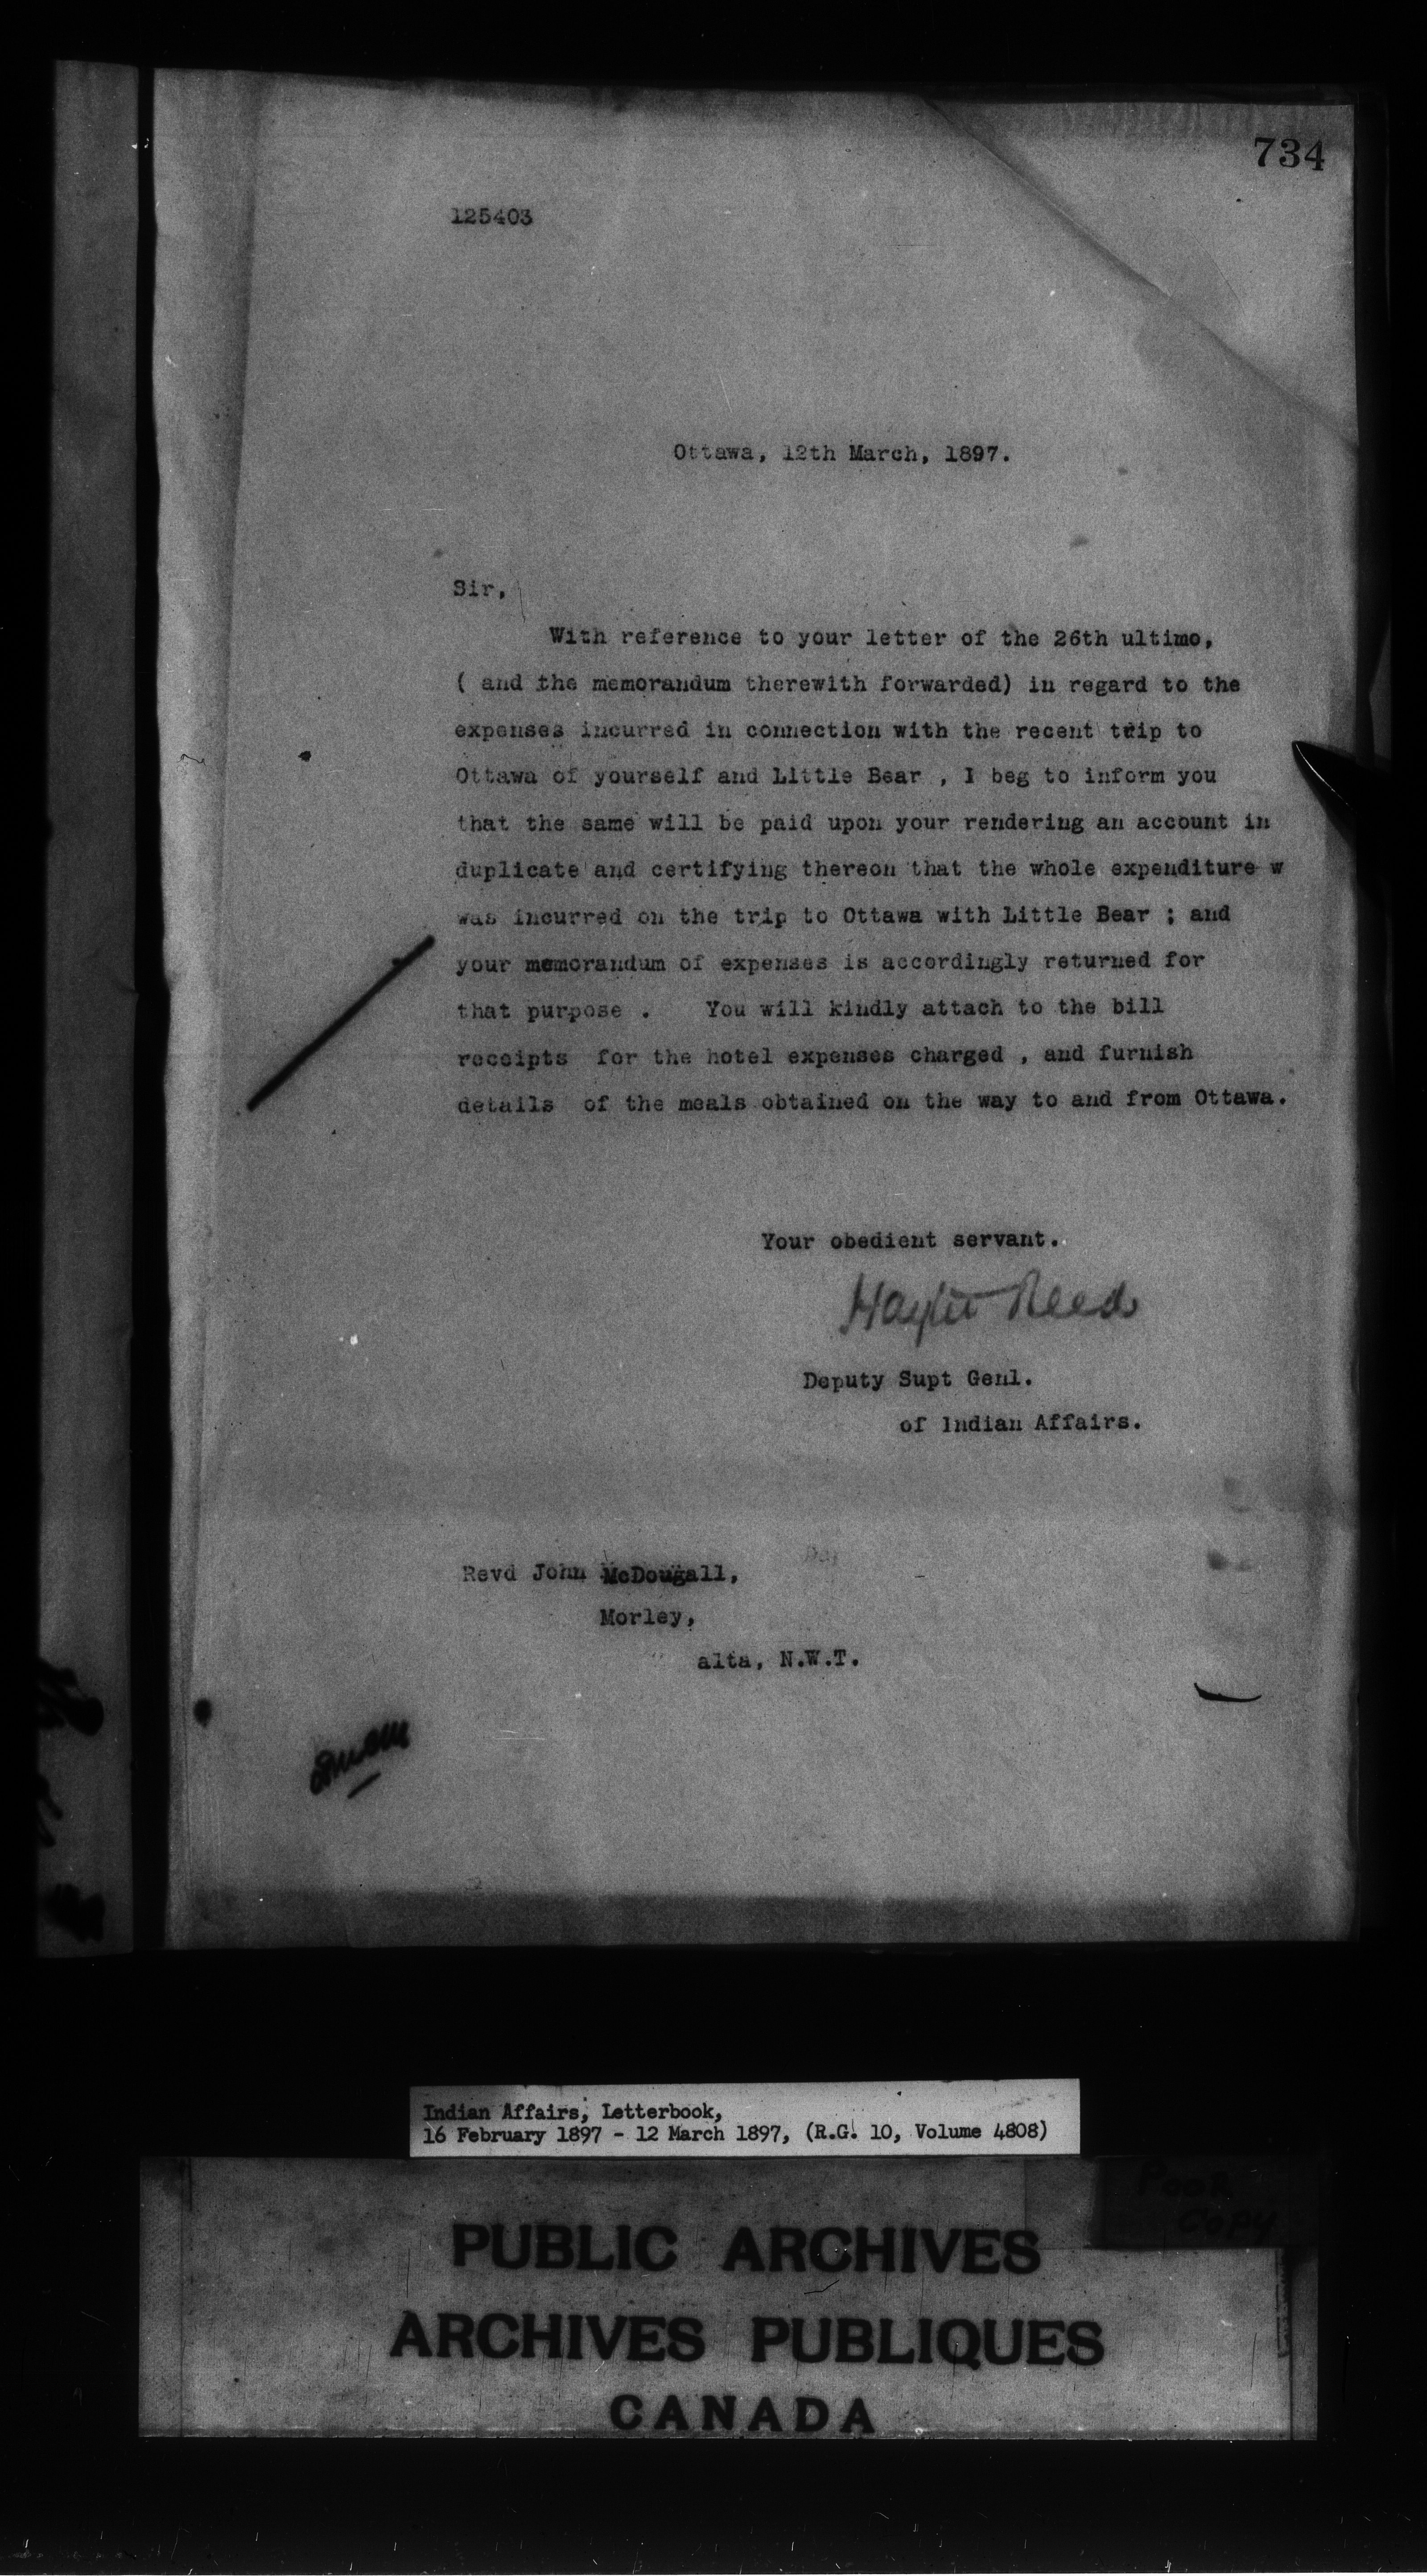 734
125403
Ottawa, 12th March, 1897.
Sir,
With reference to your letter of the 26th ultimo,
( and the memorandum therewith forwarded) in regard to the
expenses incurred in connection with the recent trip to
Ottawa of yourself and Little Bear , I beg to inform you
that the same will be paid upon your rendering an account in
duplicate and certifying thereon that the whole expenditure w
was incurred on the trip to Ottawa with Little Bear ; and
your memorandum of expenses is accordingly returned for
that purpose . You will kindly attach to the bill
receipts for the hotel expenses charged , and furnish
details of the meals obtained on the way to and from Ottawa.
Your obedient servant.
Hayter Reed
Deputy Supt Genl.
of Indian Affairs.
Revd John McDougall,
Morley,
alta, N.W.T.
Indian Affairs, Letterbook,
16 February 1897 - 12 March 1897, (R.G. 10, Volume 4808)
Poor
Copy
PUBLIC ARCHIVES
ARCHIVES PUBLIQUES
CANADA